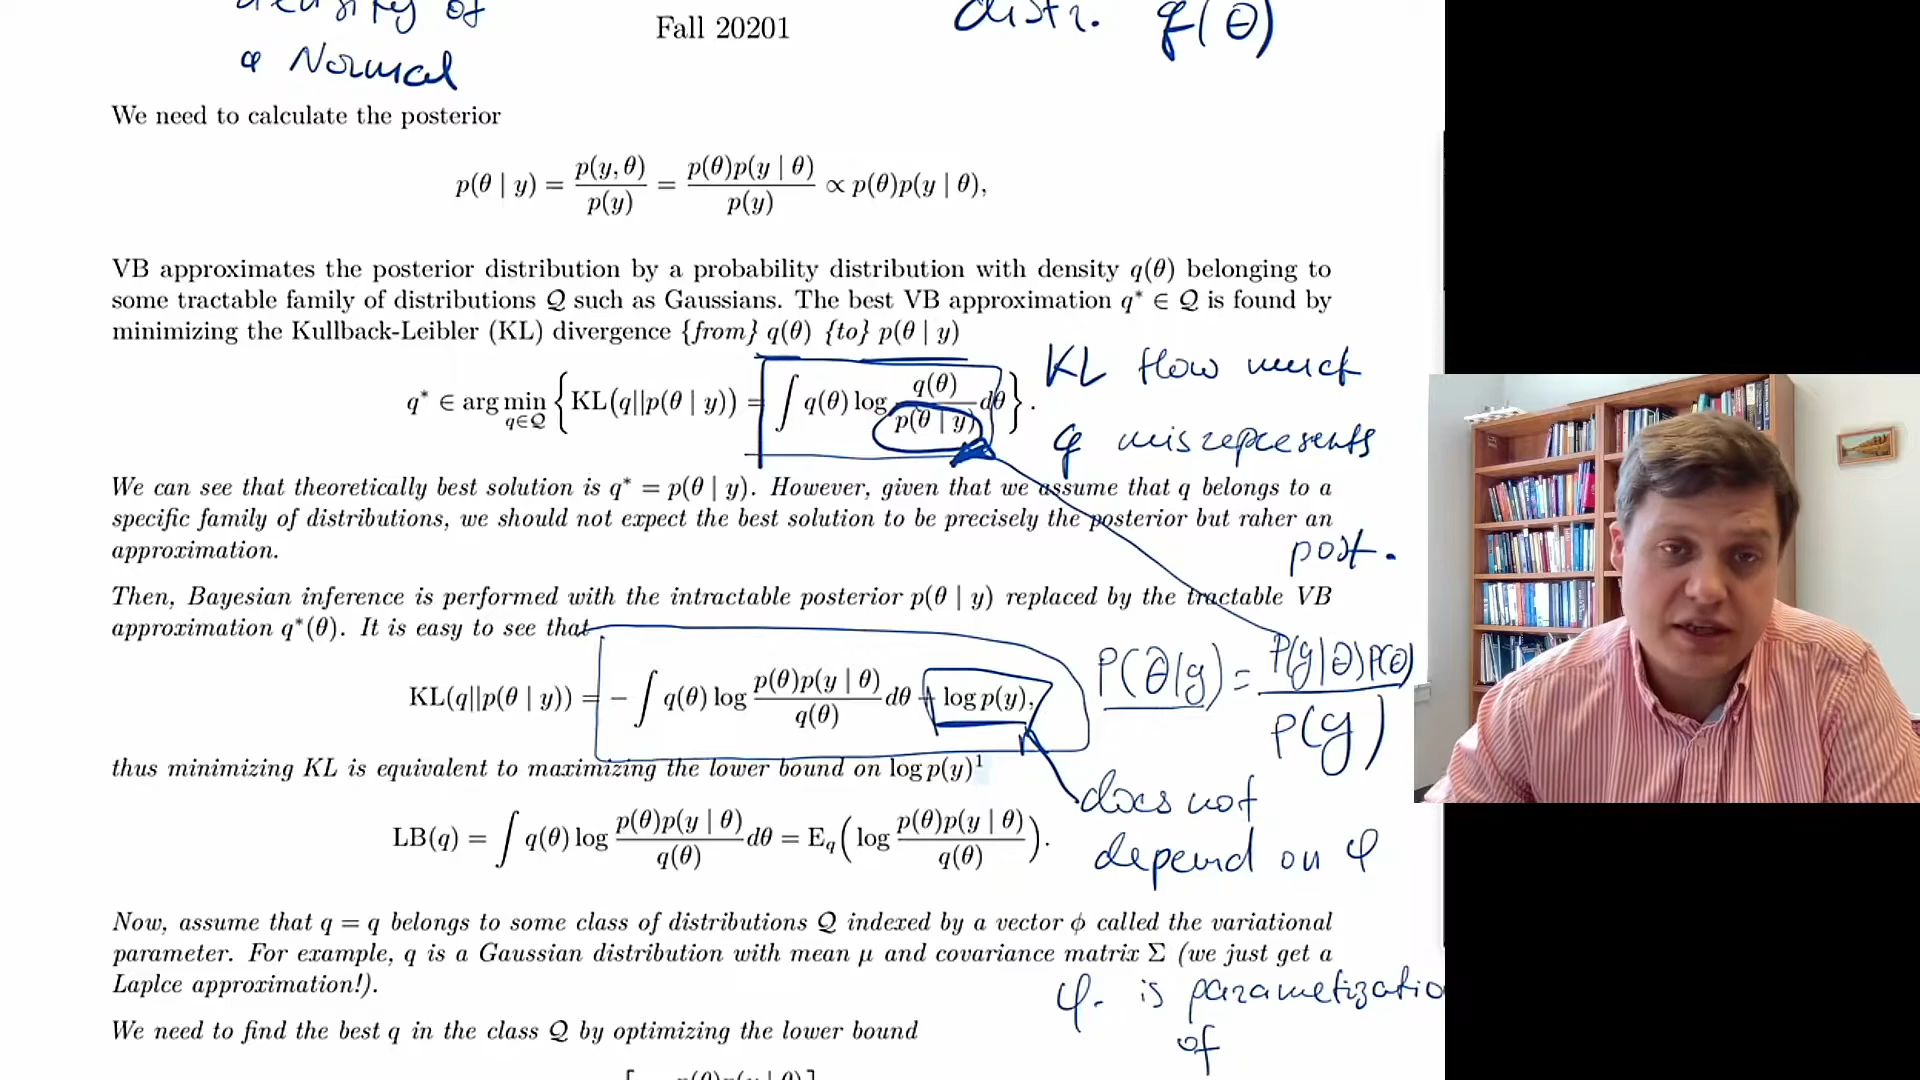 density of
a Normal
Fall 20201
distr. q(θ)
We need to calculate the posterior
p(θ | y) = p(y, θ) / p(y) = p(θ)p(y | θ) / p(y) ∝ p(θ)p(y | θ),
VB approximates the posterior distribution by a probability distribution with density q(θ) belonging to
some tractable family of distributions Q such as Gaussians. The best VB approximation q* ∈ Q is found by
minimizing the Kullback-Leibler (KL) divergence {from} q(θ) {to} p(θ | y)
q* ∈ arg min_{q∈Q} { KL(q||p(θ | y)) = ∫ q(θ) log q(θ) / p(θ | y) dθ } .
KL How much
q misrepresents
post.
We can see that theoretically best solution is q* = p(θ | y). However, given that we assume that q belongs to a
specific family of distributions, we should not expect the best solution to be precisely the posterior but raher an
approximation.
Then, Bayesian inference is performed with the intractable posterior p(θ | y) replaced by the tractable VB
approximation q*(θ). It is easy to see that
KL(q||p(θ | y)) = − ∫ q(θ) log p(θ)p(y | θ) / q(θ) dθ + log p(y),
P(θ|y) = P(y|θ)P(θ) / P(y)
thus minimizing KL is equivalent to maximizing the lower bound on log p(y)¹
does not
depend on φ
LB(q) = ∫ q(θ) log p(θ)p(y | θ) / q(θ) dθ = E_q ( log p(θ)p(y | θ) / q(θ) ).
Now, assume that q = q belongs to some class of distributions Q indexed by a vector ϕ called the variational
parameter. For example, q is a Gaussian distribution with mean μ and covariance matrix Σ (we just get a
Laplce approximation!).
φ. is parametizatio
of
We need to find the best q in the class Q by optimizing the lower bound